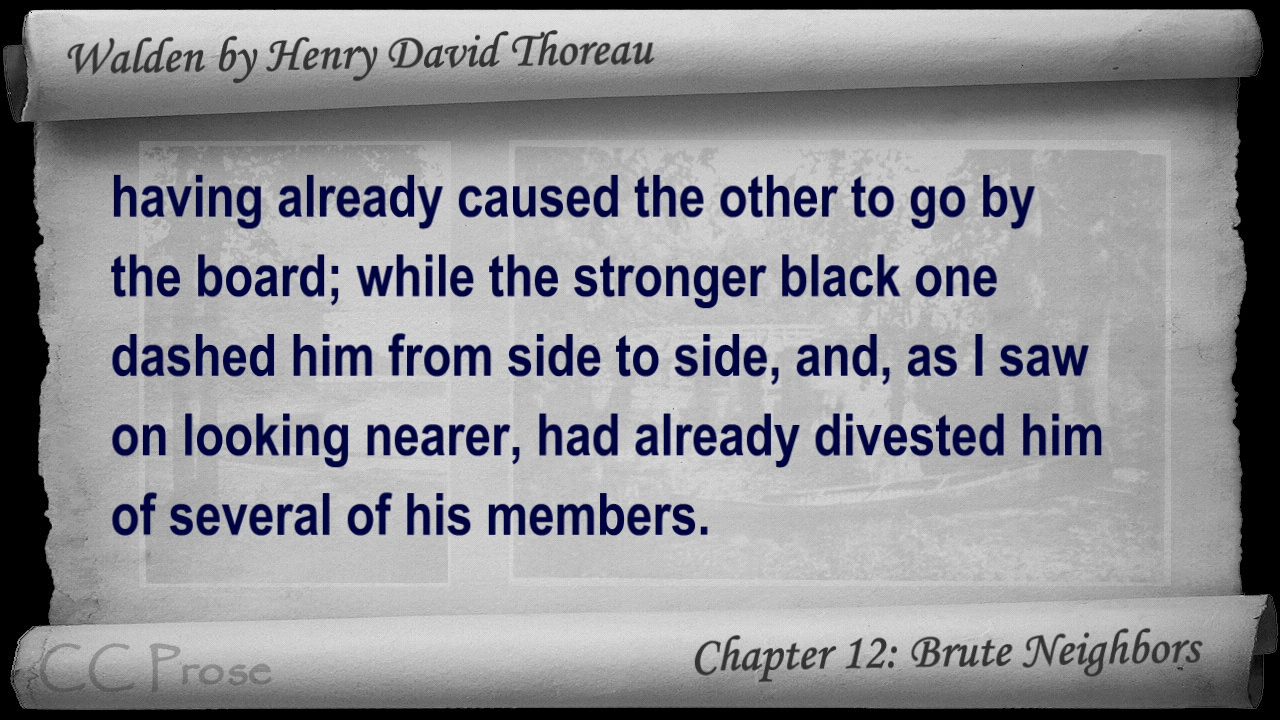 Walden by Henry David Thoreau
having already caused the other to go by
the board; while the stronger black one
dashed him from side to side, and, as I saw
on looking nearer, had already divested him
of several of his members.
Chapter 12: Brute Neighbors
CC Prose